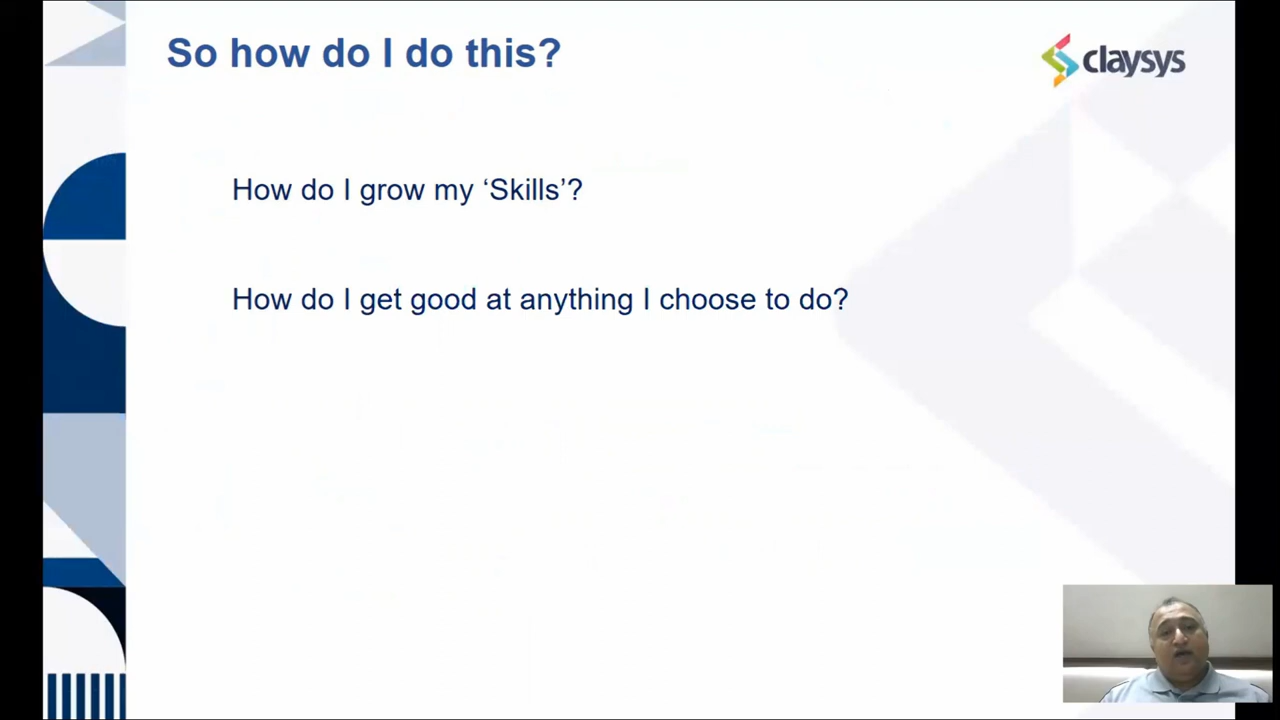 So how do I do this?
claysys
How do I grow my ‘Skills’?
How do I get good at anything I choose to do?